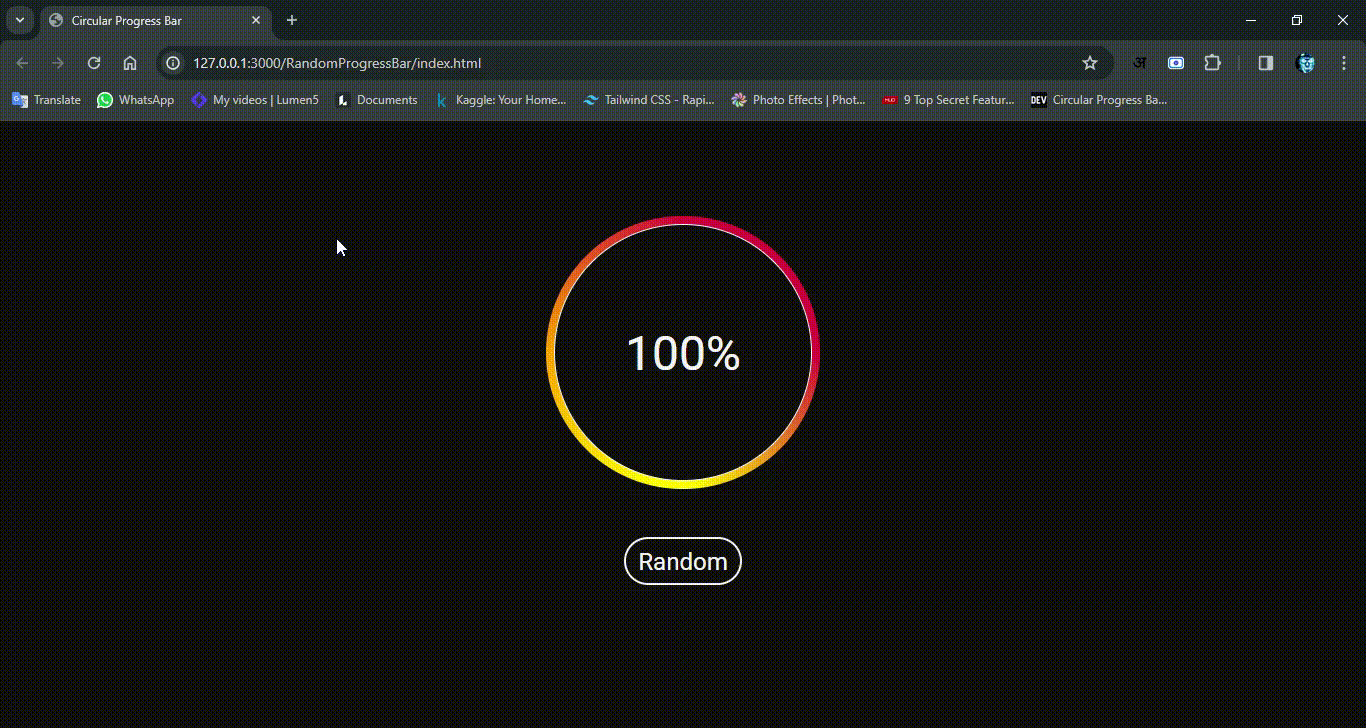 Circular Progress Bar
127.0.0.1:3000/RandomProgressBar/index.html
अ
Translate WhatsApp My videos | Lumen5 Documents Kaggle: Your Home... Tailwind CSS - Rapi... Photo Effects | Phot... 9 Top Secret Featur... DEV Circular Progress Ba...
100%
Random